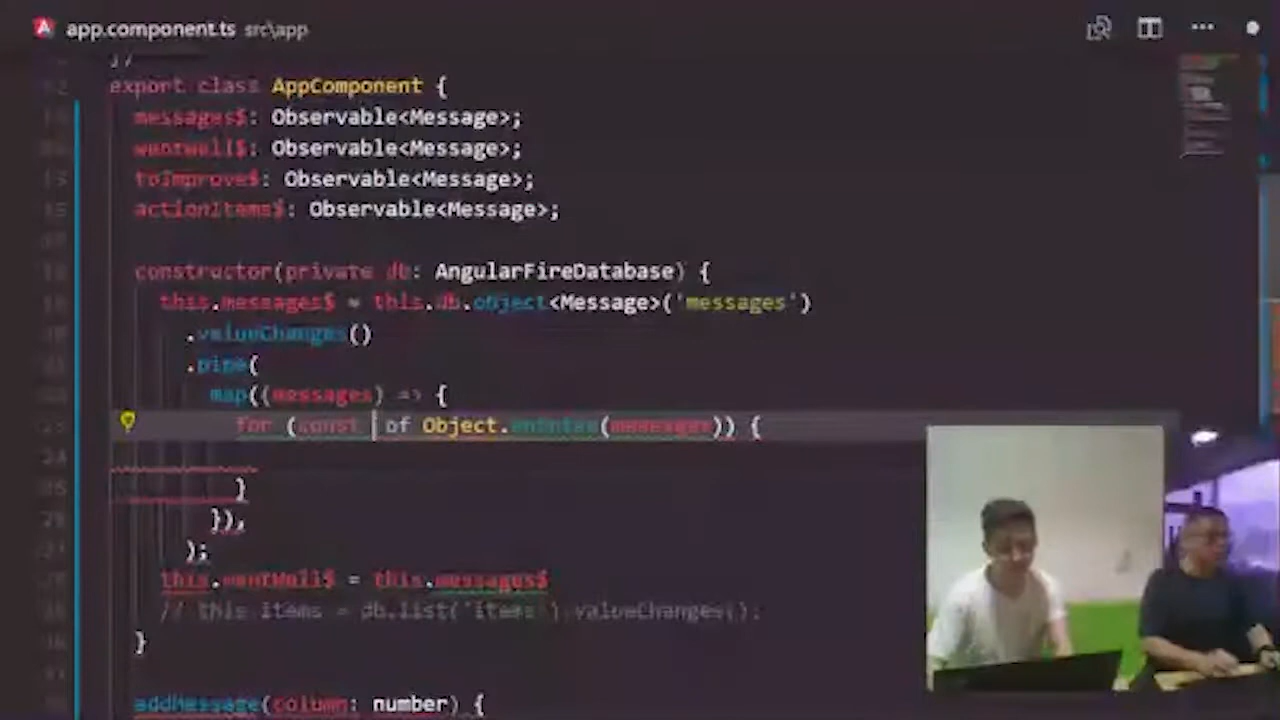 app.component.ts src\app
export class AppComponent {
messages$: Observable<Message>;
wentWell$: Observable<Message>;
toImprove$: Observable<Message>;
actionItems$: Observable<Message>;
constructor(private db: AngularFireDatabase) {
this.messages$ = this.db.object<Message>('messages')
.valueChanges()
.pipe(
map((messages) => {
for (const of Object.entries(messages)) {
}
}),
);
this.wentWell$ = this.messages$
// this.items = db.list('items').valueChanges();
}
addMessage(column: number) {